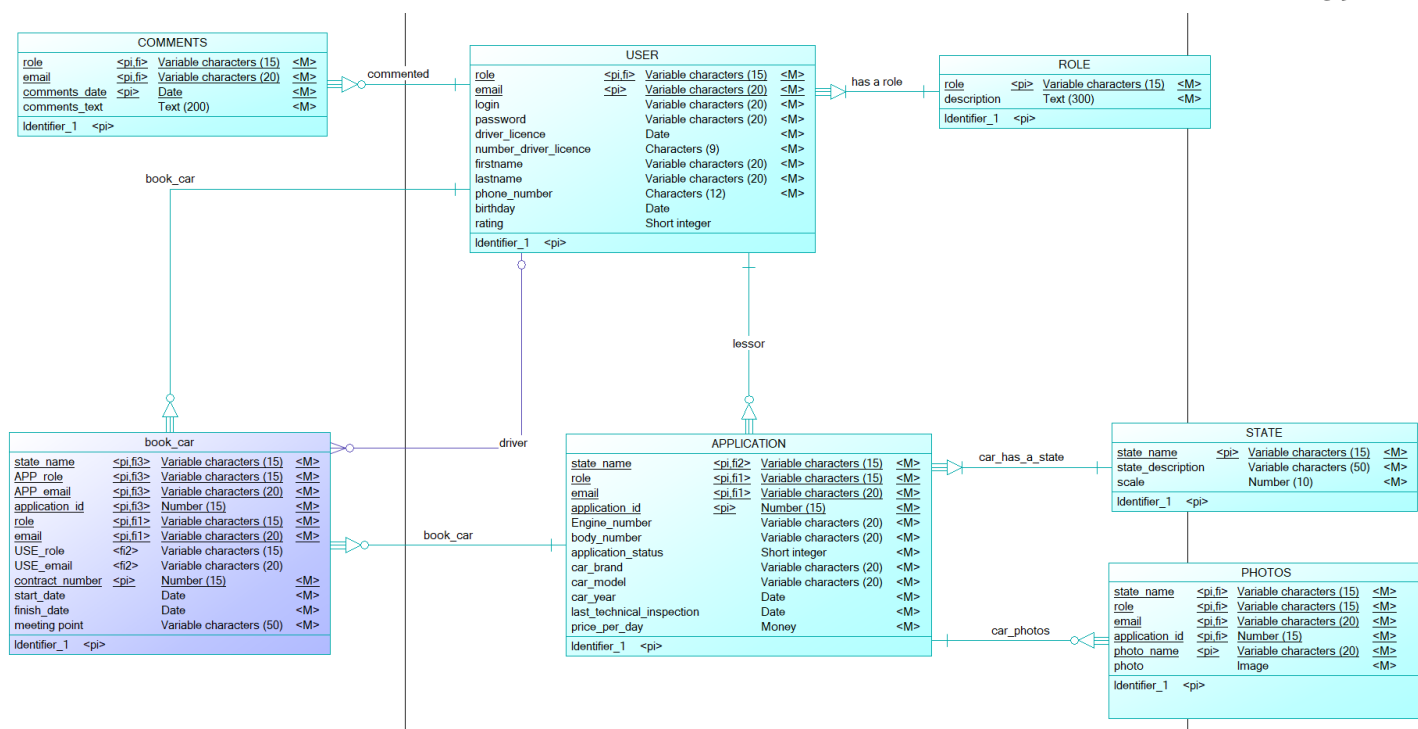 COMMENTS
role <pi,fi> Variable characters (15) <M>
email <pi,fi> Variable characters (20) <M>
comments_date <pi> Date <M>
comments_text Text (200) <M>
Identifier_1 <pi>
commented
USER
role <pi,fi> Variable characters (15) <M>
email <pi> Variable characters (20) <M>
login Variable characters (20) <M>
password Variable characters (20) <M>
driver_licence Date <M>
number_driver_licence Characters (9) <M>
firstname Variable characters (20) <M>
lastname Variable characters (20) <M>
phone_number Characters (12) <M>
birthday Date
rating Short integer
Identifier_1 <pi>
has a role
ROLE
role <pi> Variable characters (15) <M>
description Text (300) <M>
Identifier_1 <pi>
book_car
lessor
driver
book_car
state_name <pi,fi3> Variable characters (15) <M>
APP_role <pi,fi3> Variable characters (15) <M>
APP_email <pi,fi3> Variable characters (20) <M>
application_id <pi,fi3> Number (15) <M>
role <pi,fi1> Variable characters (15) <M>
email <pi,fi1> Variable characters (20) <M>
USE_role <fi2> Variable characters (15)
USE_email <fi2> Variable characters (20)
contract_number <pi> Number (15) <M>
start_date Date <M>
finish_date Date <M>
meeting point Variable characters (50) <M>
Identifier_1 <pi>
book_car
APPLICATION
state_name <pi,fi2> Variable characters (15) <M>
role <pi,fi1> Variable characters (15) <M>
email <pi,fi1> Variable characters (20) <M>
application_id <pi> Number (15) <M>
Engine_number Variable characters (20) <M>
body_number Variable characters (20) <M>
application_status Short integer <M>
car_brand Variable characters (20) <M>
car_model Variable characters (20) <M>
car_year Date <M>
last_technical_inspection Date <M>
price_per_day Money <M>
Identifier_1 <pi>
car_has_a_state
STATE
state_name <pi> Variable characters (15) <M>
state_description Variable characters (50) <M>
scale Number (10) <M>
Identifier_1 <pi>
car_photos
PHOTOS
state_name <pi,fi> Variable characters (15) <M>
role <pi,fi> Variable characters (15) <M>
email <pi,fi> Variable characters (20) <M>
application_id <pi,fi> Number (15) <M>
photo_name <pi> Variable characters (20) <M>
photo Image <M>
Identifier_1 <pi>